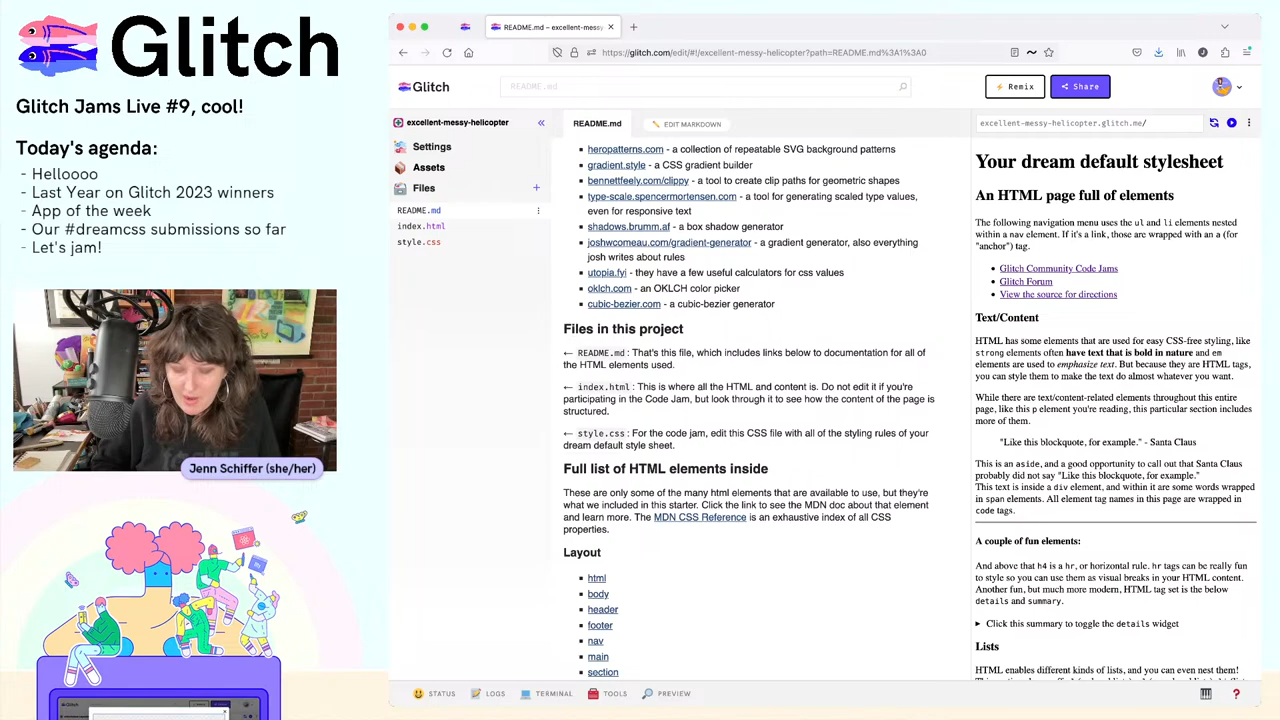 Glitch
Glitch Jams Live #9, cool!
Today's agenda:
- Helloooo
- Last Year on Glitch 2023 winners
- App of the week
- Our #dreamcss submissions so far
- Let's jam!
Jenn Schiffer (she/her)
README.md – excellent-messy-
https://glitch.com/edit/#!/excellent-messy-helicopter?path=README.md%3A1%3A0
Glitch
README.md
Remix
Share
excellent-messy-helicopter
Settings
Assets
Files
README.md
index.html
style.css
README.md
EDIT MARKDOWN
heropatterns.com - a collection of repeatable SVG background patterns
gradient.style - a CSS gradient builder
bennettfeely.com/clippy - a tool to create clip paths for geometric shapes
type-scale.spencermortensen.com - a tool for generating scaled type values,
even for responsive text
shadows.brumm.af - a box shadow generator
joshwcomeau.com/gradient-generator - a gradient generator, also everything
josh writes about rules
utopia.fyi - they have a few useful calculators for css values
oklch.com - an OKLCH color picker
cubic-bezier.com - a cubic-bezier generator
Files in this project
← README.md: That's this file, which includes links below to documentation for all of
the HTML elements used.
← index.html: This is where all the HTML and content is. Do not edit it if you're
participating in the Code Jam, but look through it to see how the content of the page is
structured.
← style.css: For the code jam, edit this CSS file with all of the styling rules of your
dream default style sheet.
Full list of HTML elements inside
These are only some of the many html elements that are available to use, but they're
what we included in this starter. Click the link to see the MDN doc about that element
and learn more. The MDN CSS Reference is an exhaustive index of all CSS
properties.
Layout
html
body
header
footer
nav
main
section
excellent-messy-helicopter.glitch.me/
Your dream default stylesheet
An HTML page full of elements
The following navigation menu uses the ul and li elements nested
within a nav element. If it's a link, those are wrapped with an a (for
"anchor") tag.
Glitch Community Code Jams
Glitch Forum
View the source for directions
Text/Content
HTML has some elements that are used for easy CSS-free styling, like
strong elements often have text that is bold in nature and em
elements are used to emphasize text. But because they are HTML tags,
you can style them to make the text do almost whatever you want.
While there are text/content-related elements throughout this entire
page, like this p element you're reading, this particular section includes
more of them.
"Like this blockquote, for example." - Santa Claus
This is an aside, and a good opportunity to call out that Santa Claus
probably did not say "Like this blockquote, for example."
This text is inside a div element, and within it are some words wrapped
in span elements. All element tag names in this page are wrapped in
code tags.
A couple of fun elements:
And above that h4 is a hr, or horizontal rule. hr tags can be really fun
to style so you can use them as visual breaks in your HTML content.
Another fun, but much more modern, HTML tag set is the below
details and summary.
Click this summary to toggle the details widget
Lists
HTML enables different kinds of lists, and you can even nest them!
STATUS
LOGS
TERMINAL
TOOLS
PREVIEW
?